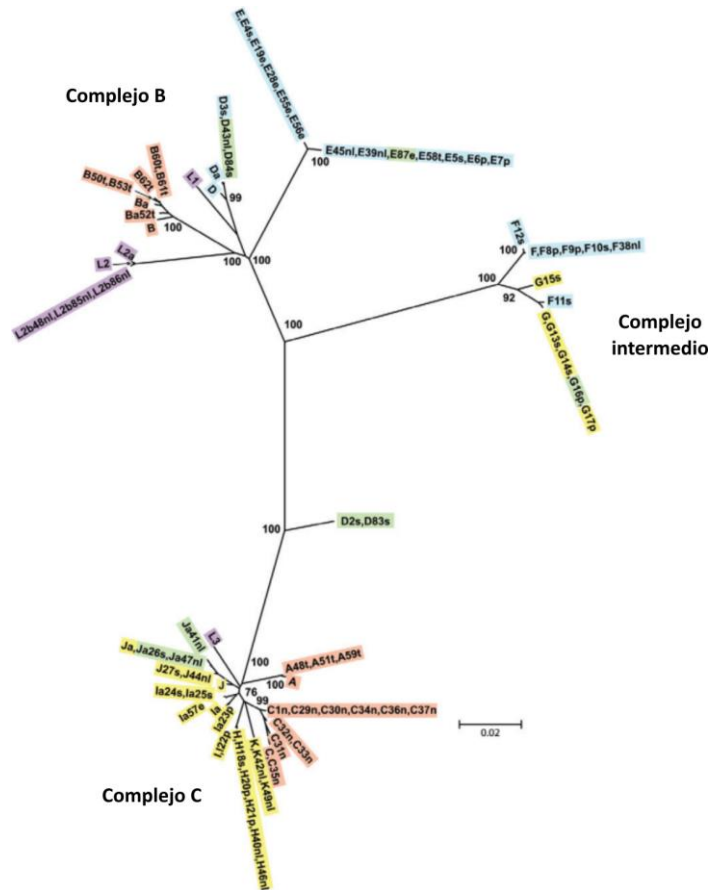 E,E4s,E19e,E28e,E55e,E56e
Complejo B
D3s,D43nl,D84s
B60t,B61t
E45nl,E39nl,E87e,E58t,E5s,E6p,E7p
100
B62t
B50t,B53t
Da
D
99
L1
Ba
Ba52t
B
100
F12s
L2a
L2
100
100
100
F,F8p,F9p,F10s,F38nl
L2b48nl,L2b85nl,L2b86nl
100
G15s
92
F11s
100
Complejo
intermedio
G,G13s,G14s,G16p,G17p
100
D2s,D83s
Ja41nl
L3
Ja,Ja26s,Ja47nl
100
A48t,A51t,A59t
J27s,J44nl
J
100
A
76
Ia24s,Ia25s
99
Ia
C1n,C29n,C30n,C34n,C36n,C37n
Ia57e
Ia23p
C32n,C33n
0.02
I,I22p
C31n
C,C35n
K,K42nl,K49nl
H,H18s,H20p,H21p,H40nl,H46nl
Complejo C